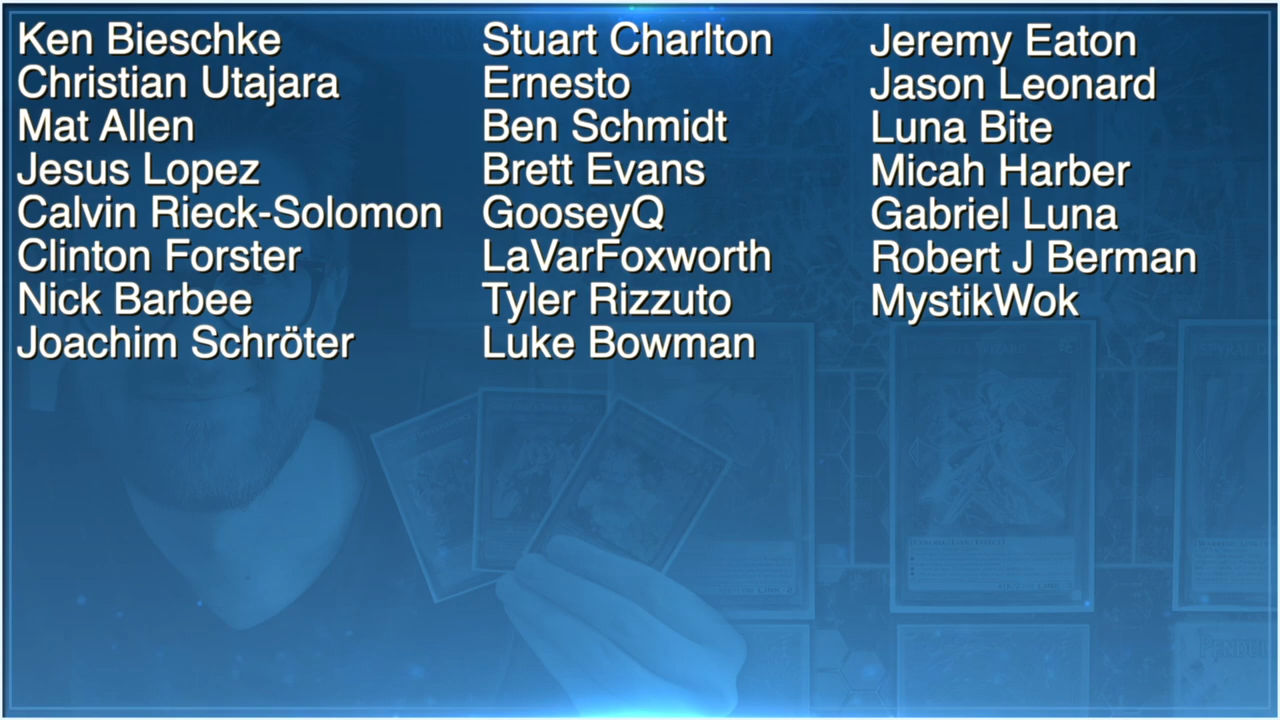 Ken Bieschke
Christian Utajara
Mat Allen
Jesus Lopez
Calvin Rieck-Solomon
Clinton Forster
Nick Barbee
Joachim Schröter
Stuart Charlton
Ernesto
Ben Schmidt
Brett Evans
GooseyQ
LaVarFoxworth
Tyler Rizzuto
Luke Bowman
Jeremy Eaton
Jason Leonard
Luna Bite
Micah Harber
Gabriel Luna
Robert J Berman
MystikWok